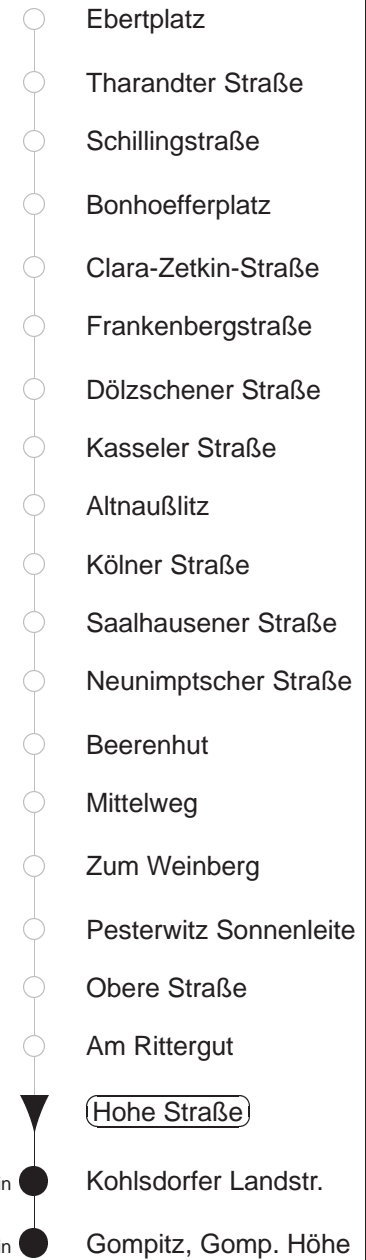 Ebertplatz
Tharandter Straße
Schillingstraße
Bonhoefferplatz
Clara-Zetkin-Straße
Frankenbergstraße
Dölzschener Straße
Kasseler Straße
Altnaußlitz
Kölner Straße
Saalhausener Straße
Neunimptscher Straße
Beerenhut
Mittelweg
Zum Weinberg
Pesterwitz Sonnenleite
Obere Straße
Am Rittergut
Hohe Straße
Kohlsdorfer Landstr.
Gompitz, Gomp. Höhe